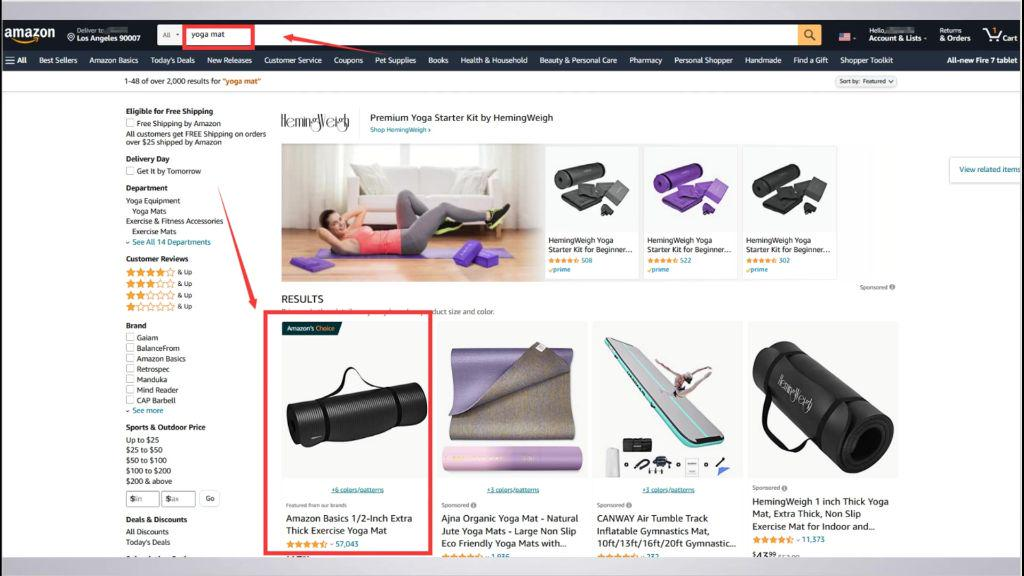 amazon
Deliver to
Los Angeles 90007
All
yoga mat
Hello,
Account & Lists
Returns
& Orders
1
Cart
All
Best Sellers
Amazon Basics
Today's Deals
New Releases
Customer Service
Coupons
Pet Supplies
Books
Health & Household
Beauty & Personal Care
Pharmacy
Personal Shopper
Handmade
Find a Gift
Shopper Toolkit
All-new Fire 7 tablet
1-48 of over 2,000 results for "yoga mat"
Sort by: Featured
Eligible for Free Shipping
Free Shipping by Amazon
All customers get FREE Shipping on orders
over $25 shipped by Amazon
Delivery Day
Get It by Tomorrow
Department
Yoga Equipment
Yoga Mats
Exercise & Fitness Accessories
Exercise Mats
See All 14 Departments
Customer Reviews
& Up
& Up
& Up
& Up
Brand
Gaiam
BalanceFrom
Amazon Basics
Retrospec
Manduka
Mind Reader
CAP Barbell
See more
Sports & Outdoor Price
Up to $25
$25 to $50
$50 to $100
$100 to $200
$200 & above
Go
Deals & Discounts
All Discounts
Today's Deals
HemingWeigh
Premium Yoga Starter Kit by HemingWeigh
Shop HemingWeigh ›
HemingWeigh Yoga
Starter Kit for Beginner...
508
prime
HemingWeigh Yoga
Starter Kit for Beginner...
522
prime
HemingWeigh Yoga
Starter Kit for Beginner...
302
prime
View related items
Sponsored
RESULTS
product size and color.
Amazon's Choice
+6 colors/patterns
Featured from our brands
Amazon Basics 1/2-Inch Extra
Thick Exercise Yoga Mat
57,043
+3 colors/patterns
Sponsored
Ajna Organic Yoga Mat - Natural
Jute Yoga Mats - Large Non Slip
Eco Friendly Yoga Mats with...
1,936
+3 colors/patterns
Sponsored
CANWAY Air Tumble Track
Inflatable Gymnastics Mat,
10ft/13ft/16ft/20ft Gymnastic...
232
HemingWeigh
Sponsored
HemingWeigh 1 inch Thick Yoga
Mat, Extra Thick, Non Slip
Exercise Mat for Indoor and...
11,373
$43.99